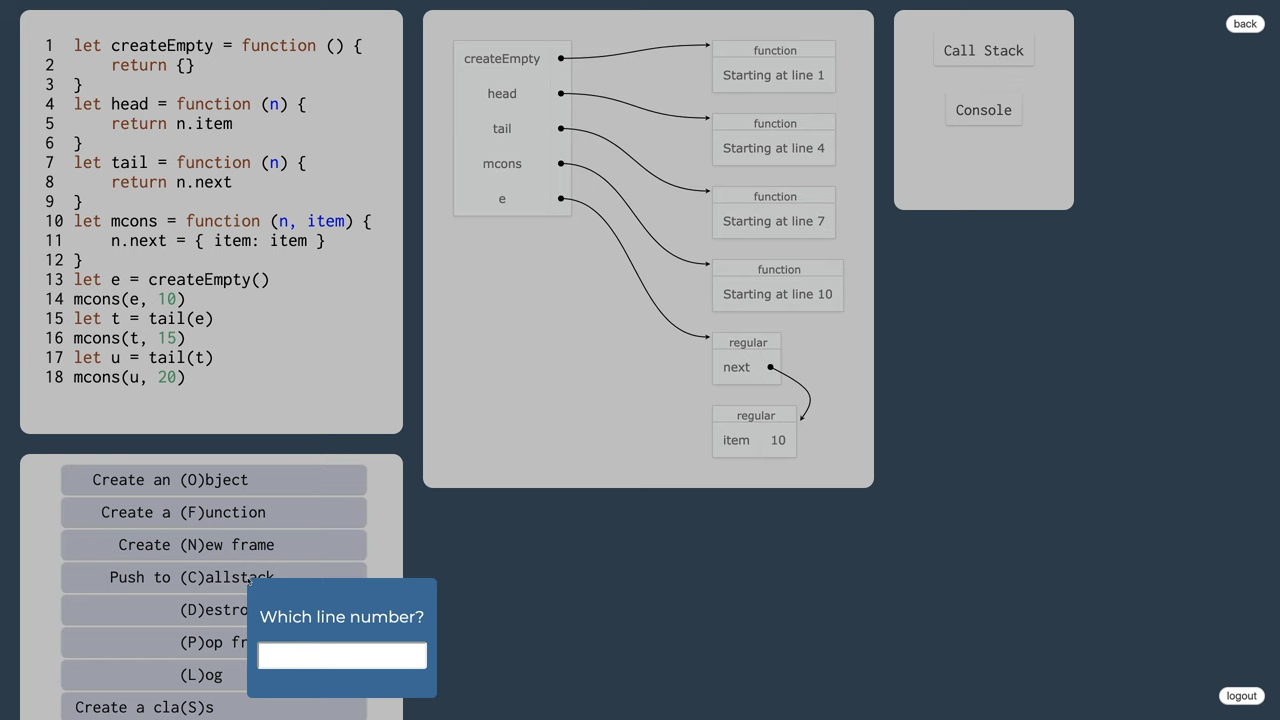 1 let createEmpty = function () {
2 return {}
3 }
4 let head = function (n) {
5 return n.item
6 }
7 let tail = function (n) {
8 return n.next
9 }
10 let mcons = function (n, item) {
11 n.next = { item: item }
12 }
13 let e = createEmpty()
14 mcons(e, 10)
15 let t = tail(e)
16 mcons(t, 15)
17 let u = tail(t)
18 mcons(u, 20)
Create an (O)bject
Create a (F)unction
Create (N)ew frame
Push to (C)allstack
(D)estro
(P)op fr
(L)og
Create a cla(S)s
Which line number?
createEmpty
head
tail
mcons
e
function
Starting at line 1
function
Starting at line 4
function
Starting at line 7
function
Starting at line 10
regular
next
regular
item 10
Call Stack
Console
back
logout